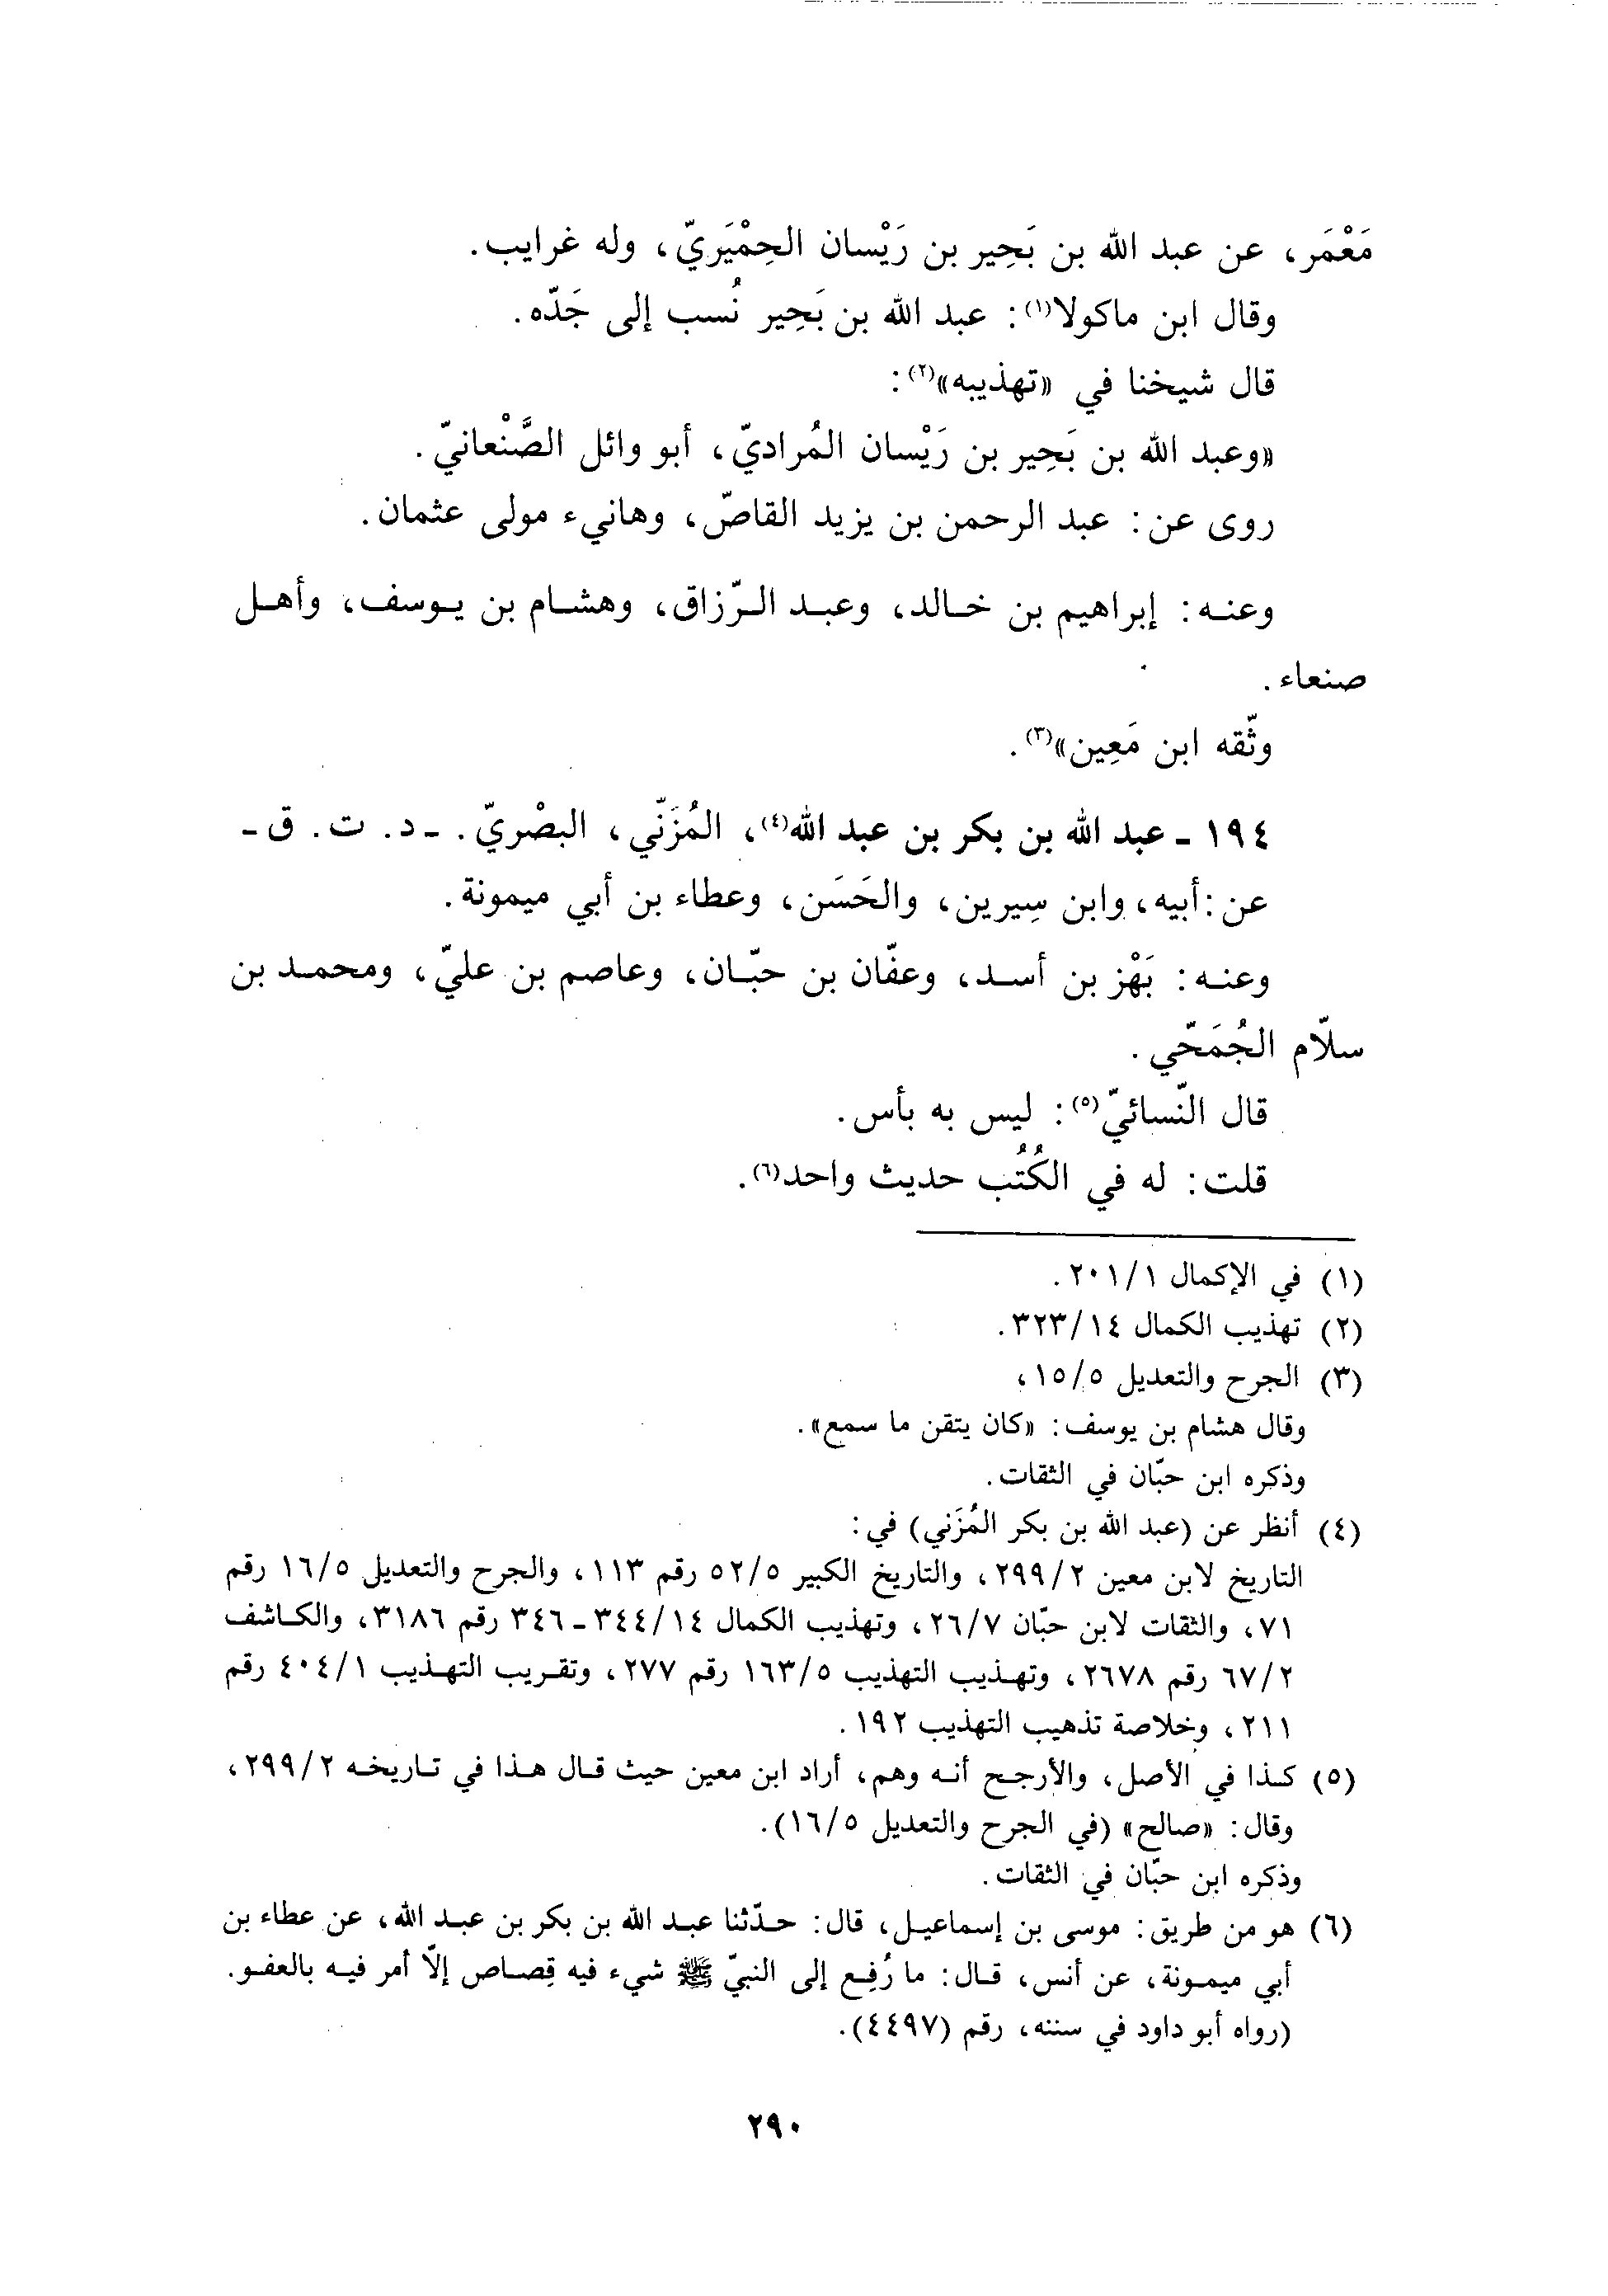 مَعْمَر، عن عبد الله بن بَحِير بن رَيْسان الحِمْيَريّ، وله غرايب.
وقال ابن ماكولا(١): عبد الله بن بَحِير نُسب إلى جَدّه.
قال شيخنا في «تهذيبه»(٢):
«وعبد الله بن بَحِير بن رَيْسان المُراديّ، أبو وائل الصَّنْعانيّ.
روى عن: عبد الرحمن بن يزيد القاصّ، وهانيء مولى عثمان.
وعنه: إبراهيم بن خالد، وعبد الرّزاق، وهشام بن يوسف، وأهل
صنعاء.
وثّقه ابن مَعِين»(٣).
١٩٤ - عبد الله بن بكر بن عبد الله(٤)، المُزَنّي، البصْريّ. - د. ت. ق -
عن: أبيه، وابن سِيرين، والحَسَن، وعطاء بن أبي ميمونة.
وعنه: بَهْز بن أسد، وعفّان بن حبّان، وعاصم بن عليّ، ومحمد بن
سلّام الجُمَحّي.
قال النّسائيّ(٥): ليس به بأس.
قلت: له في الكُتُب حديث واحد(٦).
(١) في الإكمال ٢٠١/١.
(٢) تهذيب الكمال ٣٢٣/١٤.
(٣) الجرح والتعديل ١٥/٥،
وقال هشام بن يوسف: «كان يتقن ما سمع».
وذكره ابن حبّان في الثقات.
(٤) أنظر عن (عبد الله بن بكر المُزَني) في:
التاريخ لابن معين ٢٩٩/٢، والتاريخ الكبير ٥٢/٥ رقم ١١٣، والجرح والتعديل ١٦/٥ رقم
٧١، والثقات لابن حبّان ٢٦/٧، وتهذيب الكمال ٣٤٤/١٤ - ٣٤٦ رقم ٣١٨٦، والكاشف
٦٧/٢ رقم ٢٦٧٨، وتهذيب التهذيب ١٦٣/٥ رقم ٢٧٧، وتقريب التهذيب ٤٠٤/١ رقم
٢١١، وخلاصة تذهيب التهذيب ١٩٢.
(٥) كذا في الأصل، والأرجح أنه وهم، أراد ابن معين حيث قال هذا في تاريخه ٢٩٩/٢،
وقال: «صالح» (في الجرح والتعديل ١٦/٥).
وذكره ابن حبّان في الثقات.
(٦) هو من طريق: موسى بن إسماعيل، قال: حدّثنا عبد الله بن بكر بن عبد الله، عن عطاء بن
أبي ميمونة، عن أنس، قال: ما رُفِع إلى النبيّ ﷺ شيء فيه قِصاص إلّا أمر فيه بالعفو.
(رواه أبو داود في سننه، رقم (٤٤٩٧).
٢٩٠